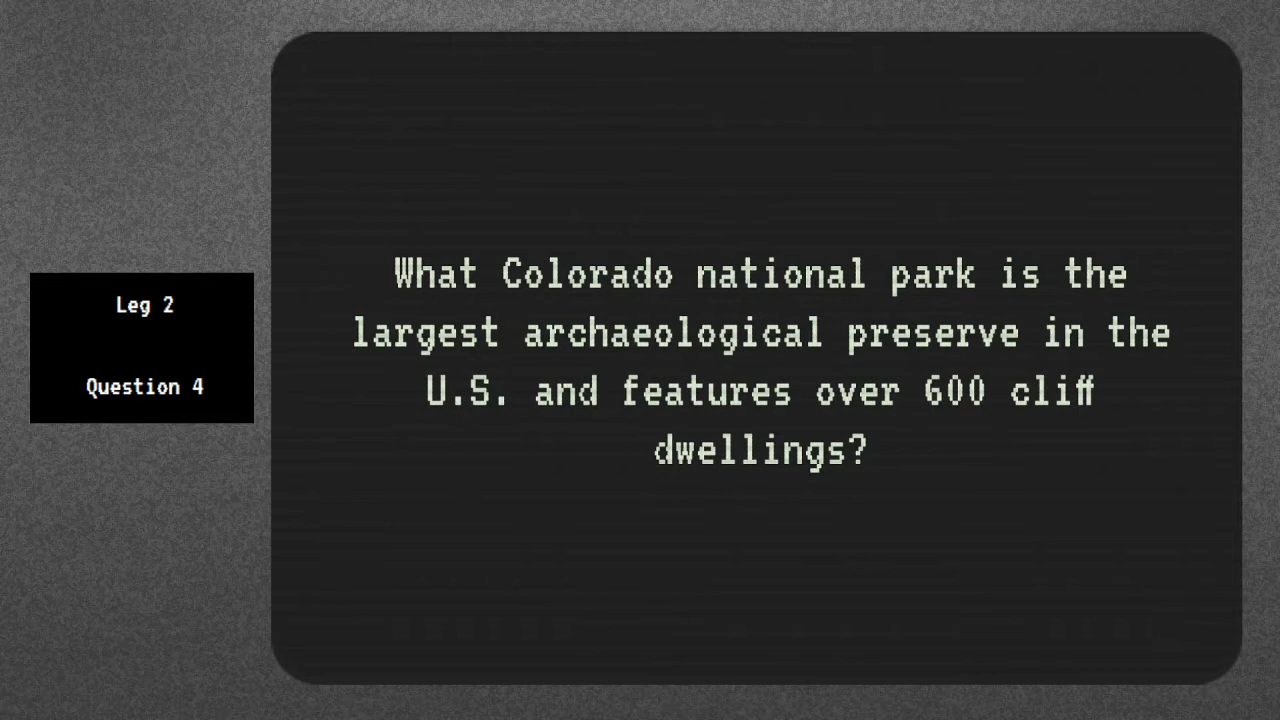 Leg 2
Question 4
What Colorado national park is the
largest archaeological preserve in the
U.S. and features over 600 cliff
dwellings?